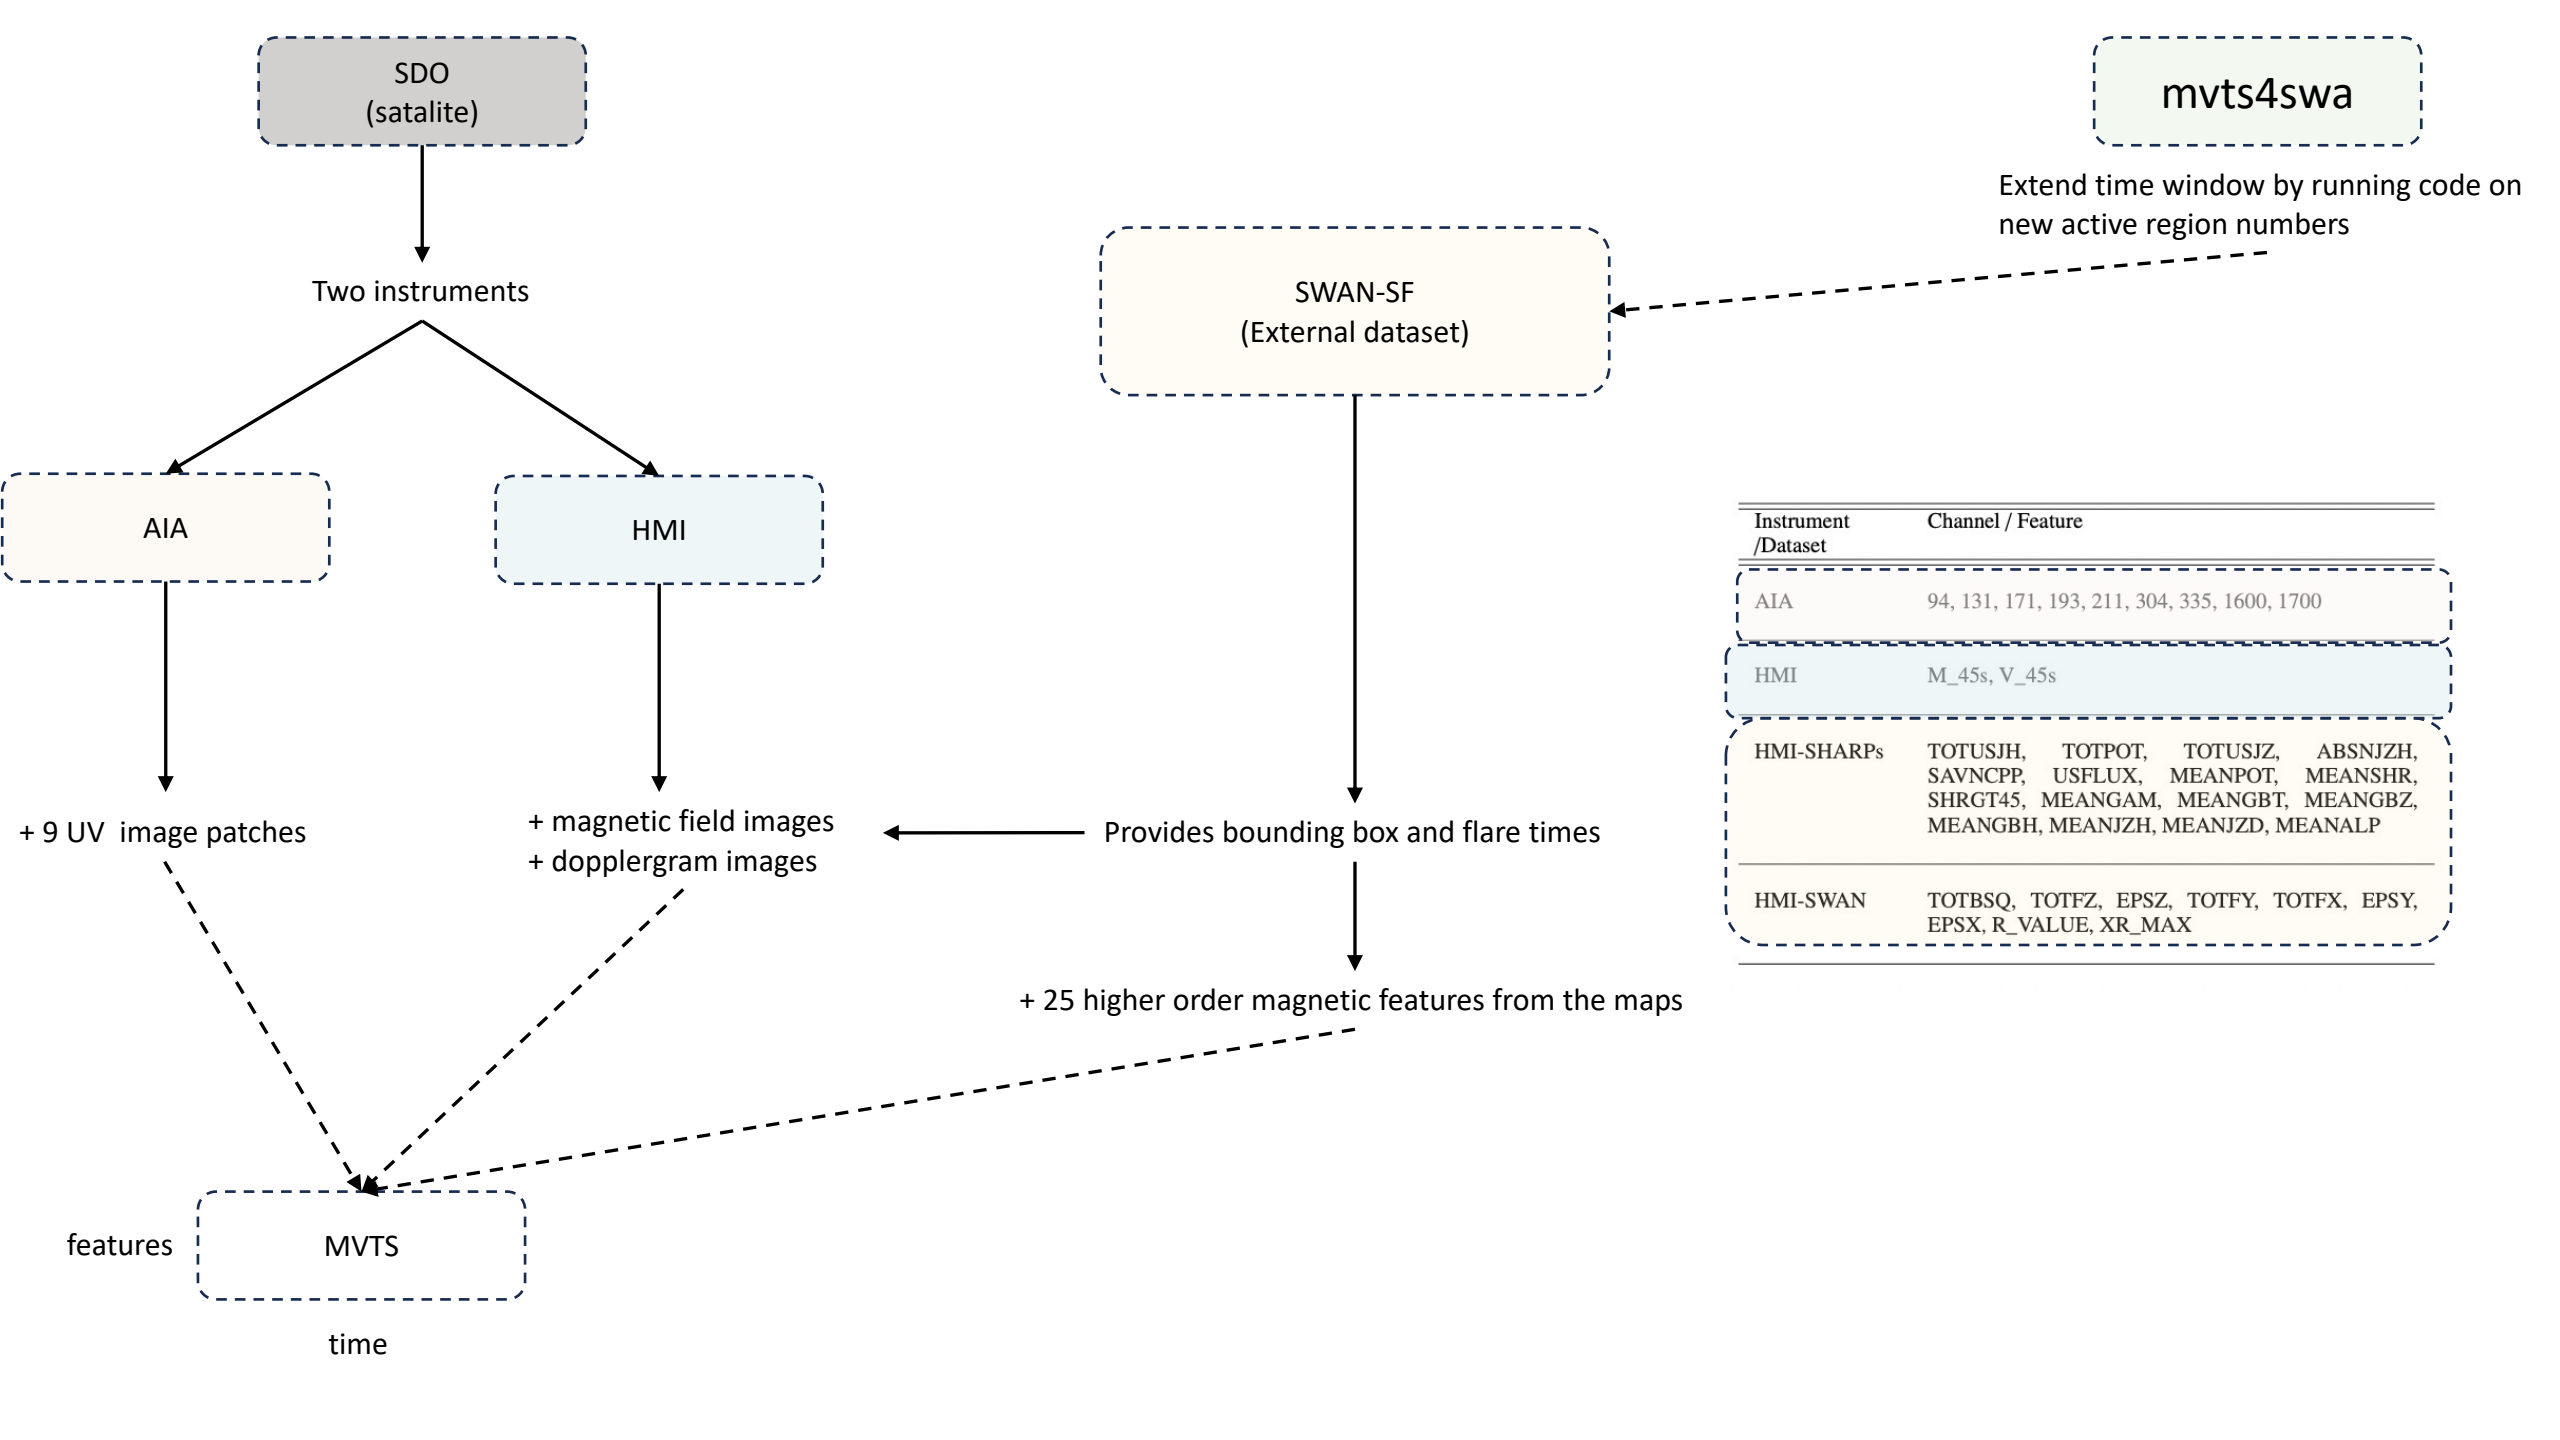 SDO
(satalite)
mvts4swa
Extend time window by running code on
new active region numbers
Two instruments
SWAN-SF
(External dataset)
AIA
HMI
Instrument
/Dataset
Channel / Feature
AIA 94, 131, 171, 193, 211, 304, 335, 1600, 1700
HMI M_45s, V_45s
HMI-SHARPs TOTUSJH, TOTPOT, TOTUSJZ, ABSNJZH,
SAVNCPP, USFLUX, MEANPOT, MEANSHR,
SHRGT45, MEANGAM, MEANGBT, MEANGBZ,
MEANGBH, MEANJZH, MEANJZD, MEANALP
HMI-SWAN TOTBSQ, TOTFZ, EPSZ, TOTFY, TOTFX, EPSY,
EPSX, R_VALUE, XR_MAX
+ 9 UV  image patches
+ magnetic field images
+ dopplergram images
Provides bounding box and flare times
+ 25 higher order magnetic features from the maps
features
MVTS
time